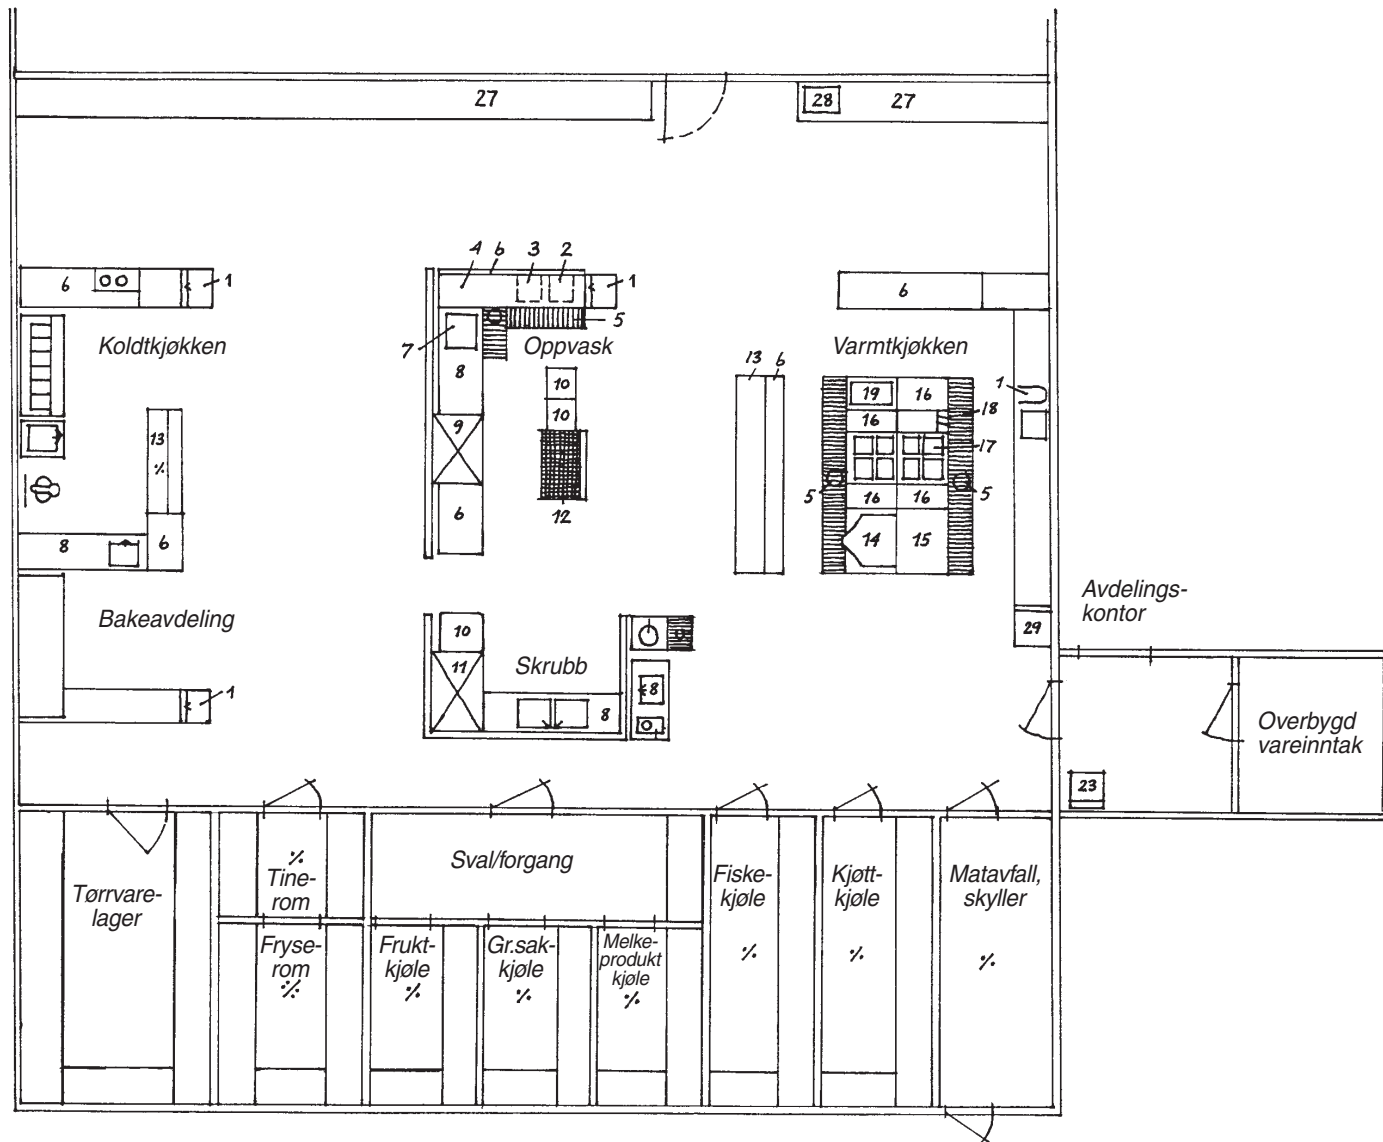 27
28
27
4
6
3
2
1
6
1
6
Koldtkjøkken
7
Oppvask
5
Varmtkjøkken
13
6
8
10
19
16
1
10
16
18
13
9
17
5
16
16
5
6
12
14
15
8
6
Bakeavdeling
10
Skrubb
29
Avdelings-
kontor
11
8
8
1
Overbygd
vareinntak
23
Tørrvare-
lager
Tine-
rom
Sval/forgang
Fiske-
kjøle
Kjøtt-
kjøle
Matavfall,
skyller
Fryse-
rom
Frukt-
kjøle
Gr.sak-
kjøle
Melke-
produkt
kjøle